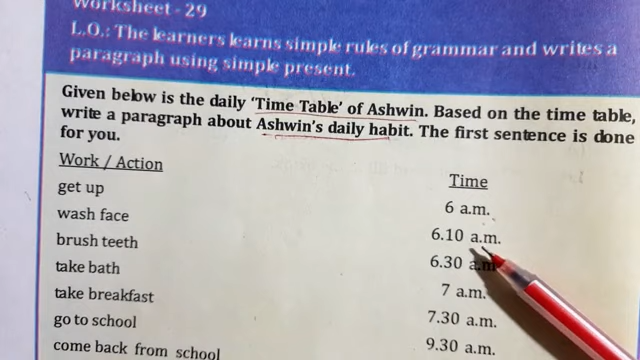 Worksheet - 29
L.O.: The learners learns simple rules of grammar and writes a
paragraph using simple present.
Given below is the daily 'Time Table' of Ashwin. Based on the time table,
write a paragraph about Ashwin's daily habit. The first sentence is done
for you.
Work / Action Time
get up 6 a.m.
wash face 6.10 a.m.
brush teeth 6.30 a.m
take bath 7 a.m.
take breakfast 7.30 a.m.
go to school 9.30 a.m.
come back from school